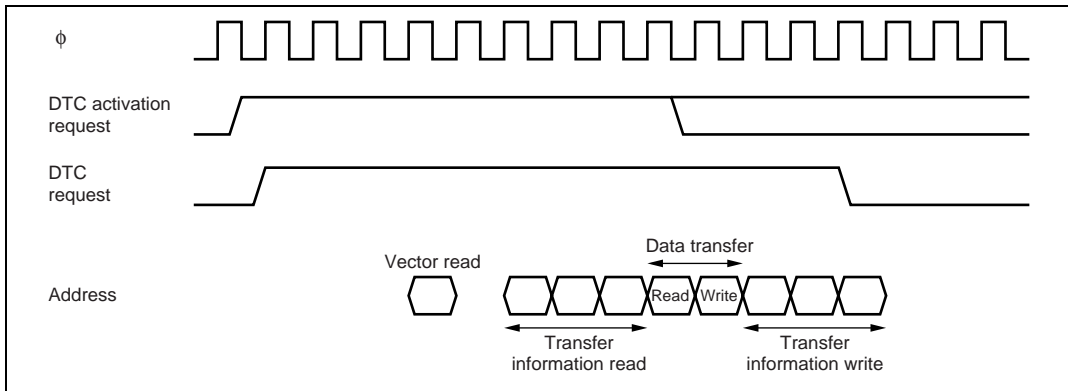 ϕ
DTC activation
request
DTC
request
Data transfer
Vector read
Address
Read Write
Transfer
information read
Transfer
information write